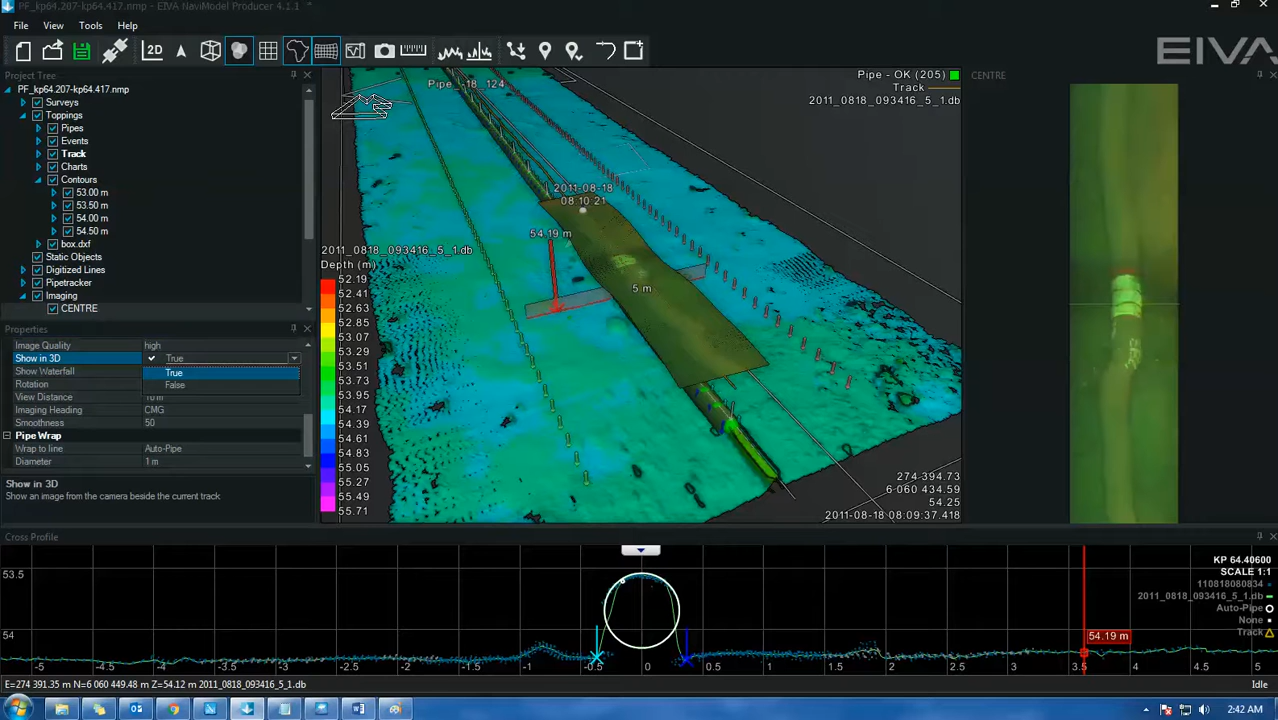 PF_kp64.207-kp64.417.nmp - EIVA NaviModel Producer 4.1.1
File View Tools Help
2D
EIVA
Project Tree
PF_kp64.207-kp64.417.nmp
Surveys
Toppings
Pipes
Events
Track
Charts
Contours
53.00 m
53.50 m
54.00 m
54.50 m
box.dxf
Static Objects
Digitized Lines
Pipetracker
Imaging
CENTRE
Properties
Image Quality high
Show in 3D True
Show Waterfall True
Rotation False
View Distance
Imaging Heading CMG
Smoothness 50
Pipe Wrap
Wrap to line Auto-Pipe
Diameter 1 m
Show in 3D
Show an image from the camera beside the current track
Pipe - OK (205)
Track
2011_0818_093416_5_1.db
2011-08-18
08:10:21
54.19 m
5 m
2011_0818_093416_5_1.db
Depth (m)
52.19
52.41
52.63
52.85
53.07
53.29
53.51
53.73
53.95
54.17
54.39
54.61
54.83
55.05
55.27
55.49
55.71
274 394.73
6 060 434.59
54.25
2011-08-18 08:09:37.418
CENTRE
Cross Profile
53.5
54
KP 64.40600
SCALE 1:1
110818080834
2011_0818_093416_5_1.db
Auto-Pipe
None
Track
54.19 m
-5 -4.5 -4 -3.5 -3 -2.5 -2 -1.5 -1 -0.5 0 0.5 1 1.5 2 2.5 3 3.5 4 4.5 5
E=274 391.35 m N=6 060 449.48 m Z=54.12 m 2011_0818_093416_5_1.db
Idle
2:42 AM